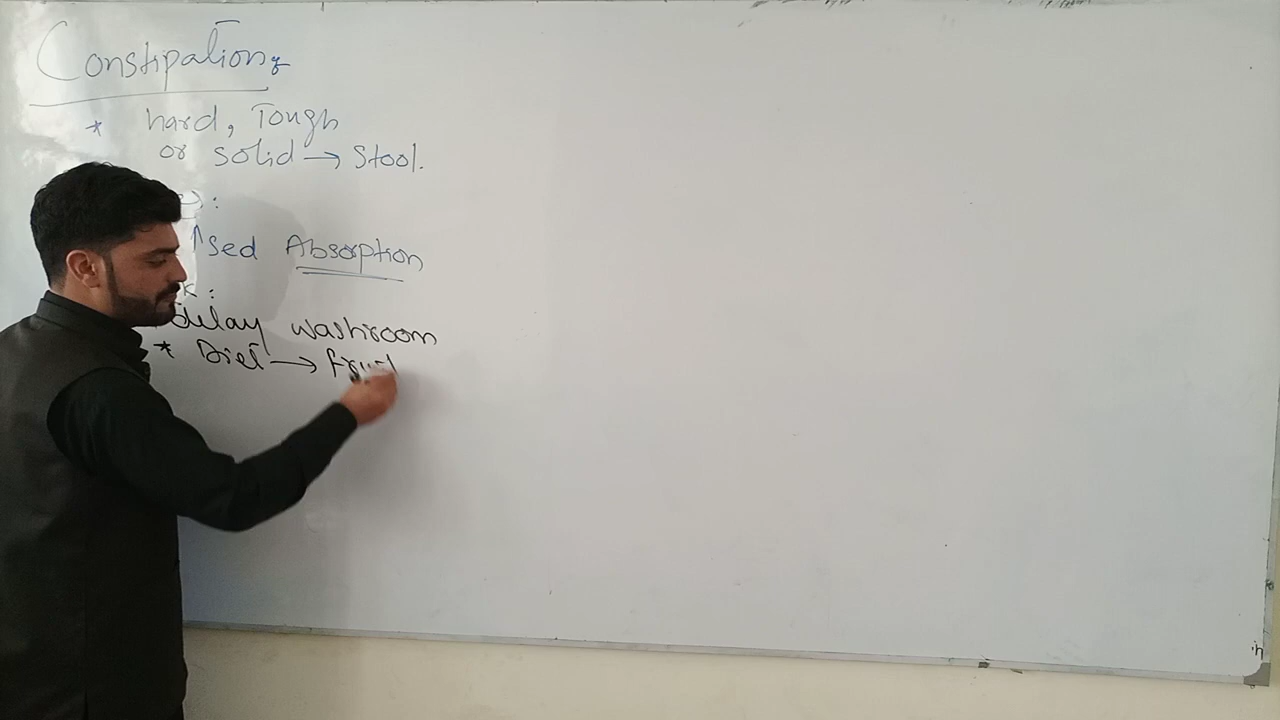 Constipation:
* hard, Tough
or solid → Stool.
↑sed Absorption
delay washroom
* Diet →